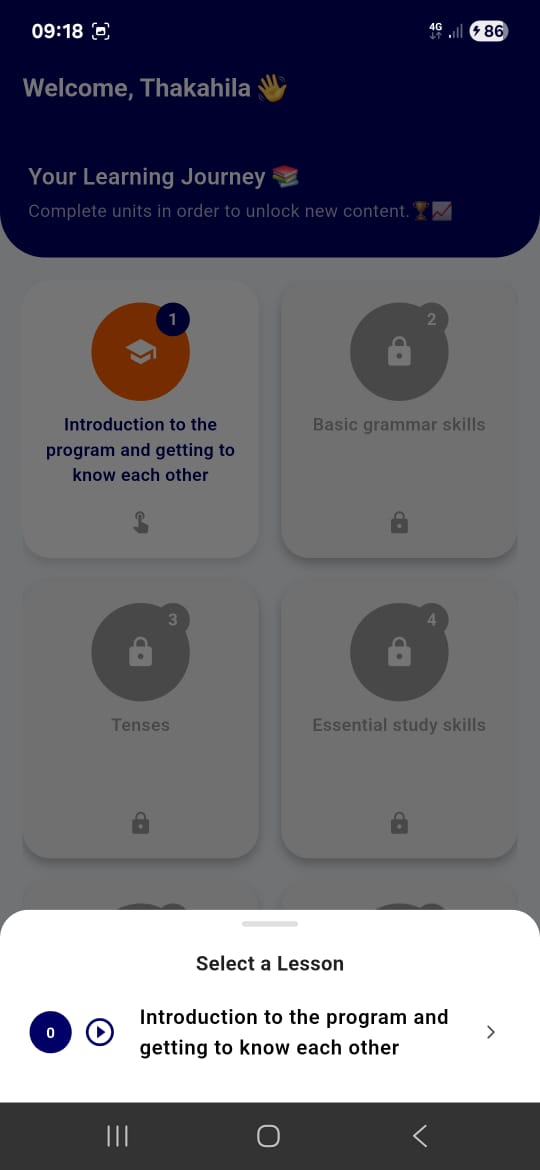 09:18
4G
86
Welcome, Thakahila 👋
Your Learning Journey 📚
Complete units in order to unlock new content.🏆📈
1
Introduction to the
program and getting to
know each other
2
Basic grammar skills
3
Tenses
4
Essential study skills
Select a Lesson
0
Introduction to the program and
getting to know each other